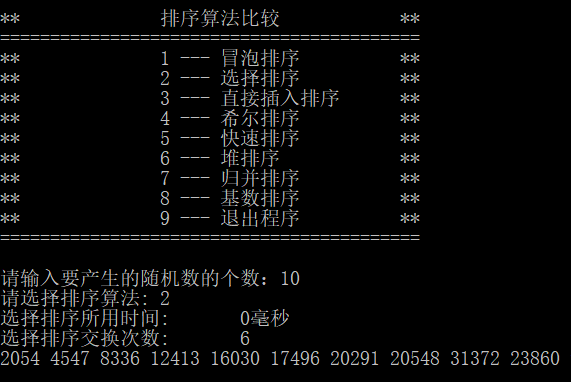 **              排序算法比较            **
==========================================
**              1 --- 冒泡排序          **
**              2 --- 选择排序          **
**              3 --- 直接插入排序      **
**              4 --- 希尔排序          **
**              5 --- 快速排序          **
**              6 --- 堆排序            **
**              7 --- 归并排序          **
**              8 --- 基数排序          **
**              9 --- 退出程序          **
==========================================
请输入要产生的随机数的个数：10
请选择排序算法: 2
选择排序所用时间:       0毫秒
选择排序交换次数:       6
2054 4547 8336 12413 16030 17496 20291 20548 31372 23860